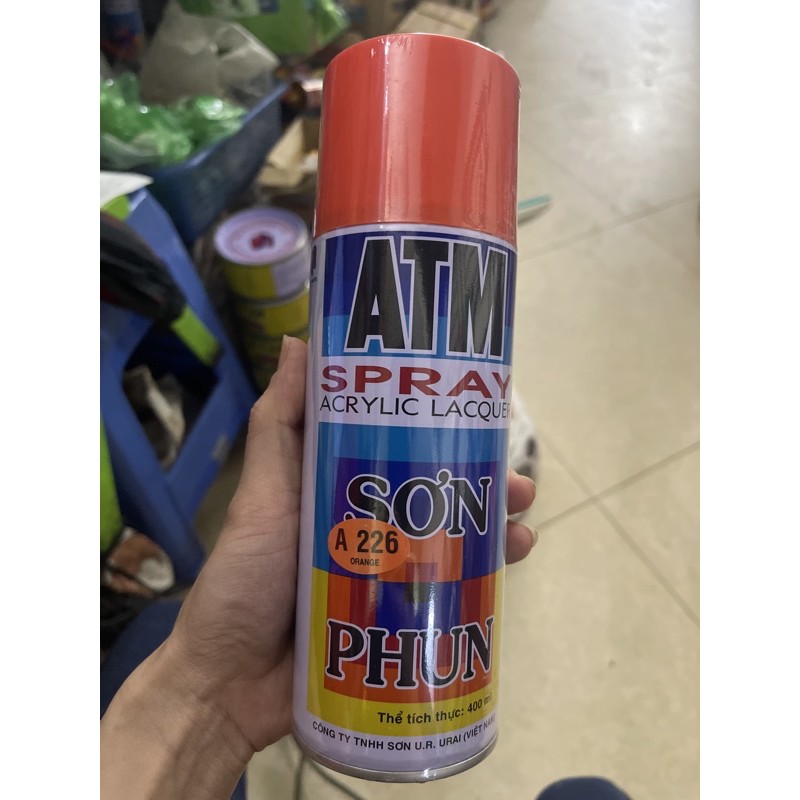 ATM
SPRAY
ACRYLIC LACQUER
SƠN
A 226
ORANGE
PHUN
Thể tích thực: 400 ml
CÔNG TY TNHH SƠN U.R. URAI (VIỆT NAM)